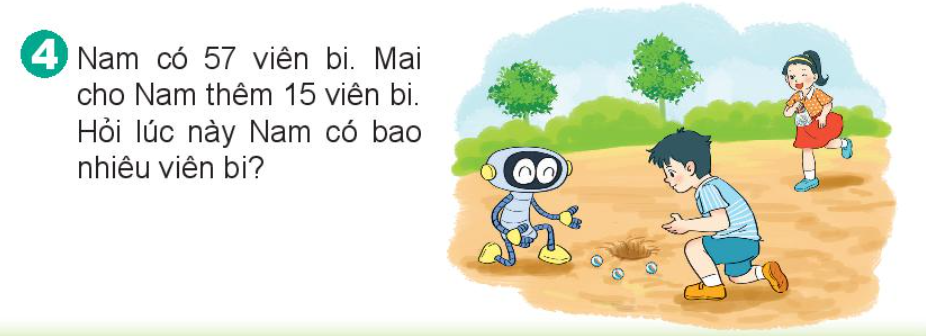 4 Nam có 57 viên bi. Mai
cho Nam thêm 15 viên bi.
Hỏi lúc này Nam có bao
nhiêu viên bi?